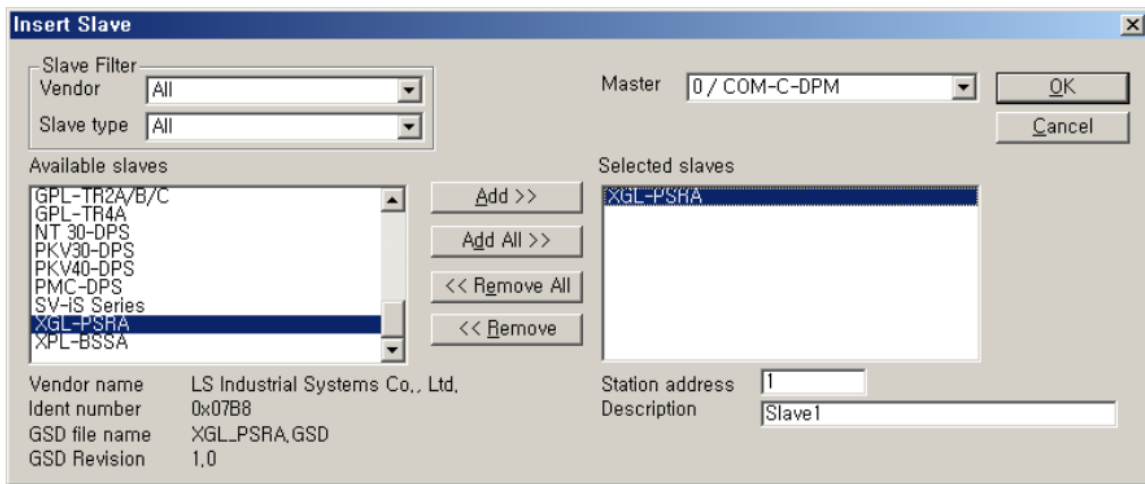 Insert Slave
Slave Filter
Vendor All
Slave type All
Master 0 / COM-C-DPM
OK
Cancel
Available slaves
GPL-TR2A/B/C
GPL-TR4A
NT 30-DPS
PKV30-DPS
PKV40-DPS
PMC-DPS
SV-iS Series
XGL-PSRA
XPL-BSSA
Add >>
Add All >>
<< Remove All
<< Remove
Selected slaves
XGL-PSRA
Vendor name LS Industrial Systems Co., Ltd.
Ident number 0x07B8
GSD file name XGL_PSRA.GSD
GSD Revision 1.0
Station address 1
Description Slave1